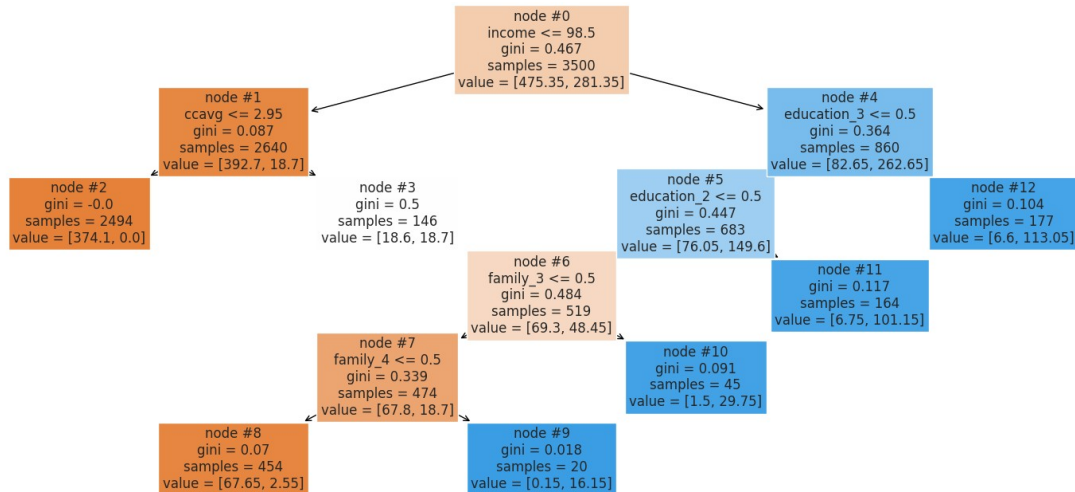 node #0
income <= 98.5
gini = 0.467
samples = 3500
value = [475.35, 281.35]
node #1
ccavg <= 2.95
gini = 0.087
samples = 2640
value = [392.7, 18.7]
node #4
education_3 <= 0.5
gini = 0.364
samples = 860
value = [82.65, 262.65]
node #2
gini = -0.0
samples = 2494
value = [374.1, 0.0]
node #3
gini = 0.5
samples = 146
value = [18.6, 18.7]
node #5
education_2 <= 0.5
gini = 0.447
samples = 683
value = [76.05, 149.6]
node #12
gini = 0.104
samples = 177
value = [6.6, 113.05]
node #6
family_3 <= 0.5
gini = 0.484
samples = 519
value = [69.3, 48.45]
node #11
gini = 0.117
samples = 164
value = [6.75, 101.15]
node #7
family_4 <= 0.5
gini = 0.339
samples = 474
value = [67.8, 18.7]
node #10
gini = 0.091
samples = 45
value = [1.5, 29.75]
node #8
gini = 0.07
samples = 454
value = [67.65, 2.55]
node #9
gini = 0.018
samples = 20
value = [0.15, 16.15]